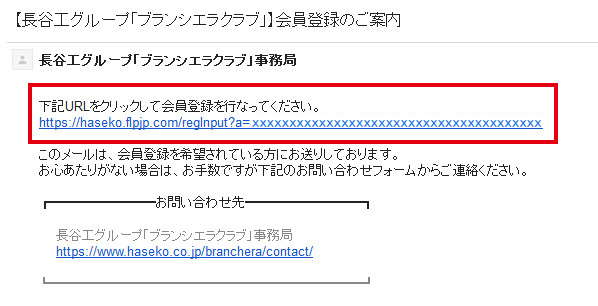 【長谷工グループ「ブランシエラクラブ」】会員登録のご案内
長谷工グループ「ブランシエラクラブ」事務局
下記URLをクリックして会員登録を行なってください。
https://haseko.flpjp.com/regInput?a=xxxxxxxxxxxxxxxxxxxxxxxxxxxxxxxxxxxxxxxx
このメールは、会員登録を希望されている方にお送りしております。
お心あたりがない場合は、お手数ですが下記のお問い合わせフォームからご連絡ください。
お問い合わせ先
長谷工グループ「ブランシエラクラブ」事務局
https://www.haseko.co.jp/branchera/contact/